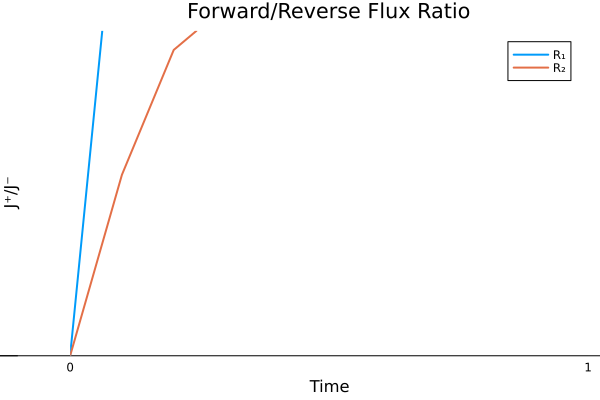 Forward/Reverse Flux Ratio
R₁
R₂
J⁺/J⁻
0
1
Time